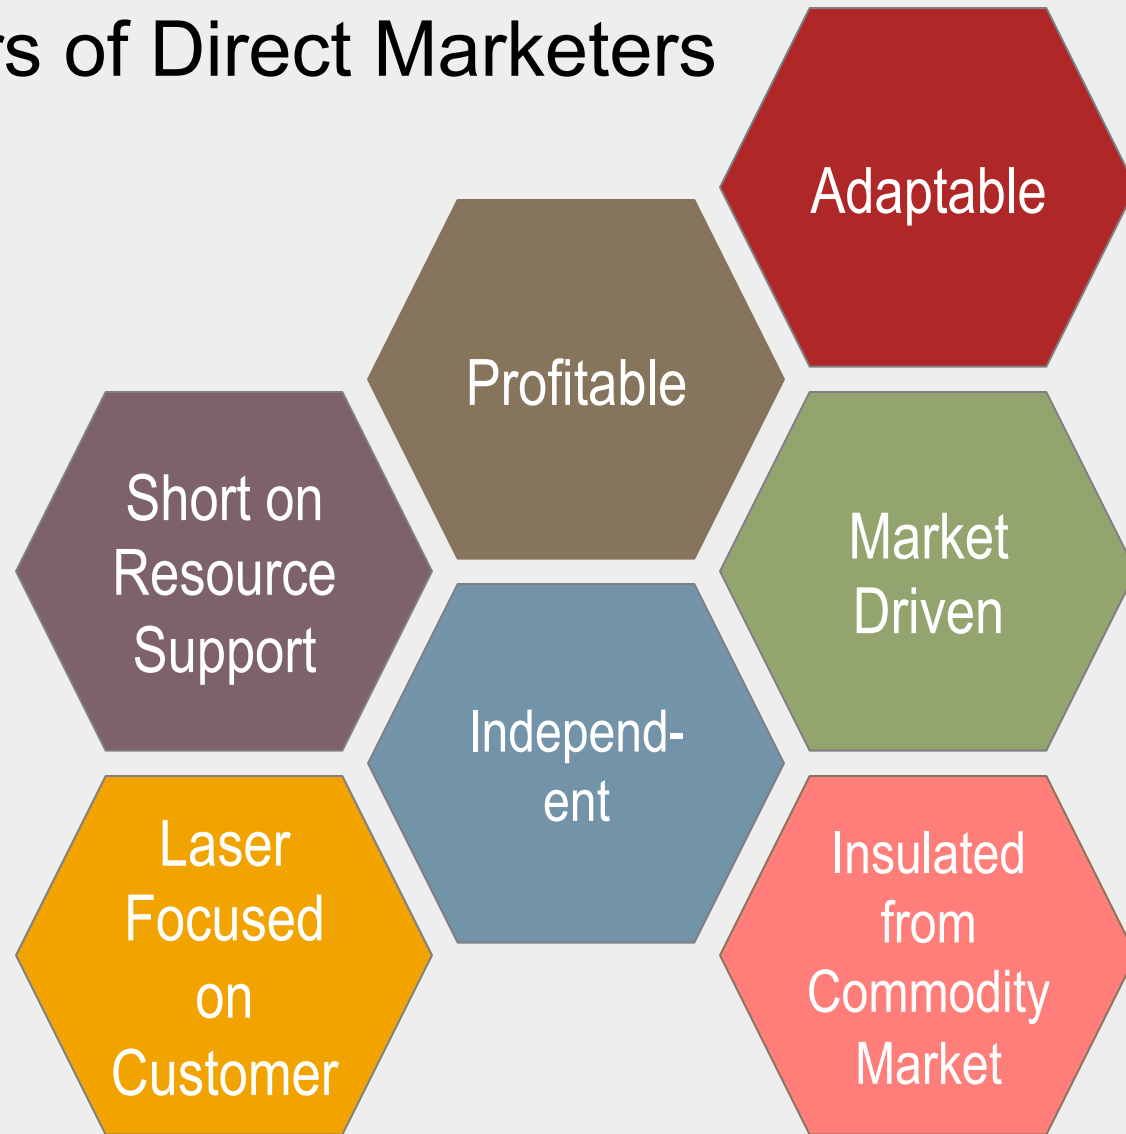 rs of Direct Marketers
Adaptable
Profitable
Short on
Resource
Support
Market
Driven
Independ-
ent
Laser
Focused
on
Customer
Insulated
from
Commodity
Market